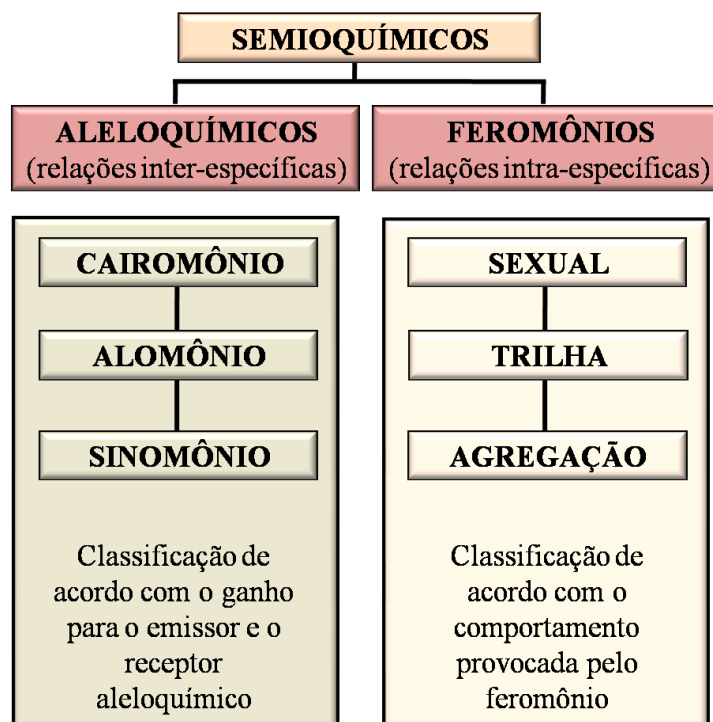 SEMIOQUÍMICOS
ALELOQUÍMICOS
(relações inter-específicas)
FEROMÔNIOS
(relações intra-específicas)
CAIROMÔNIO
ALOMÔNIO
SINOMÔNIO
Classificação de
acordo com o ganho
para o emissor e o
receptor
aleloquímico
SEXUAL
TRILHA
AGREGAÇÃO
Classificação de
acordo com o
comportamento
provocada pelo
feromônio